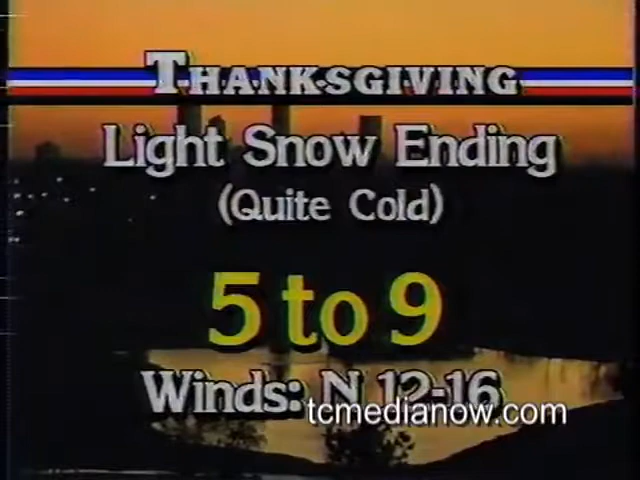 THANKSGIVING
Light Snow Ending
(Quite Cold)
5 to 9
Winds: N 12-16
tcmedianow.com